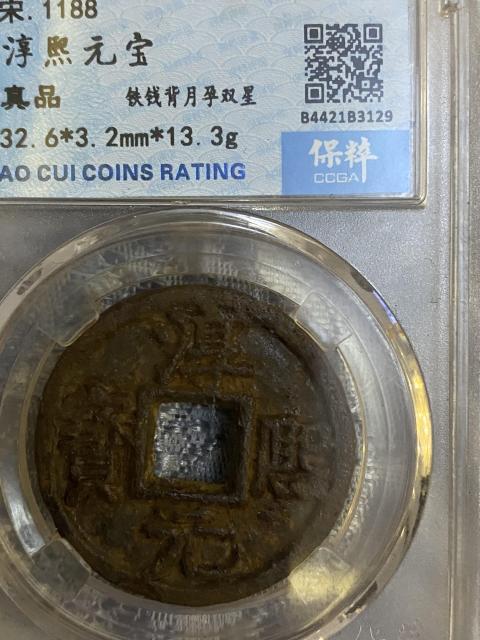 宋. 1188
淳熙元宝
真品 铁钱背月孕双星
B4421B3129
32.6*3.2mm*13.3g
AO CUI COINS RATING
保粹
CCGA
淳
熙
元
寳